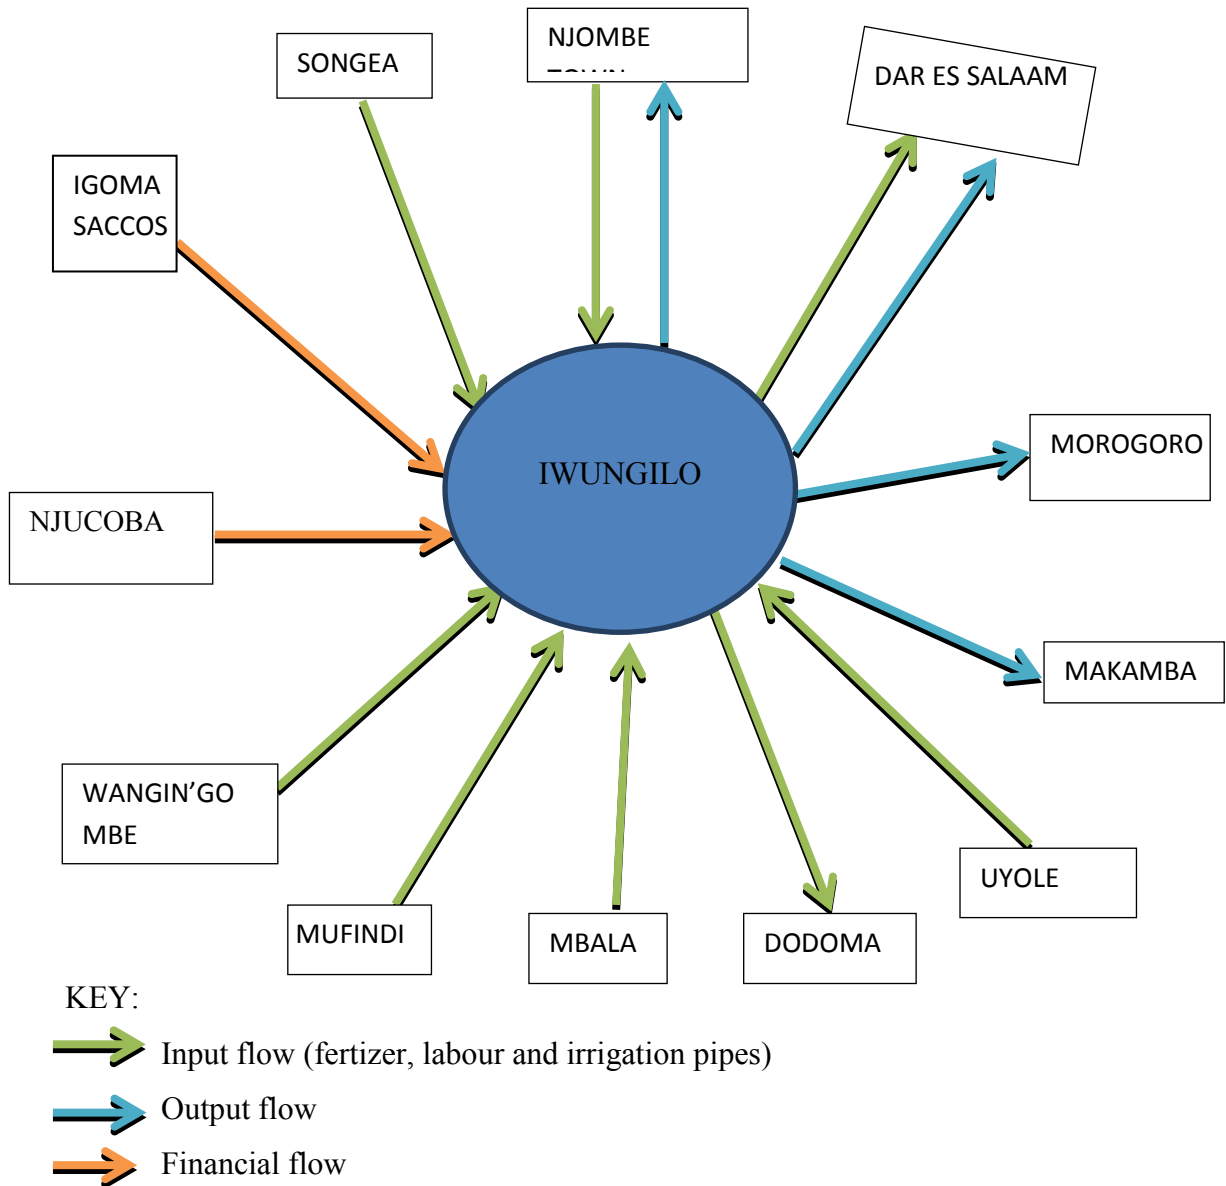 SONGEA
NJOMBE
TOWN
DAR ES SALAAM
IGOMA
SACCOS
MOROGORO
IWUNGILO
NJUCOBA
MAKAMBA
WANGIN’GO
MBE
UYOLE
MUFINDI
MBALA
DODOMA
KEY:
Input flow (fertizer, labour and irrigation pipes)
Output flow
Financial flow